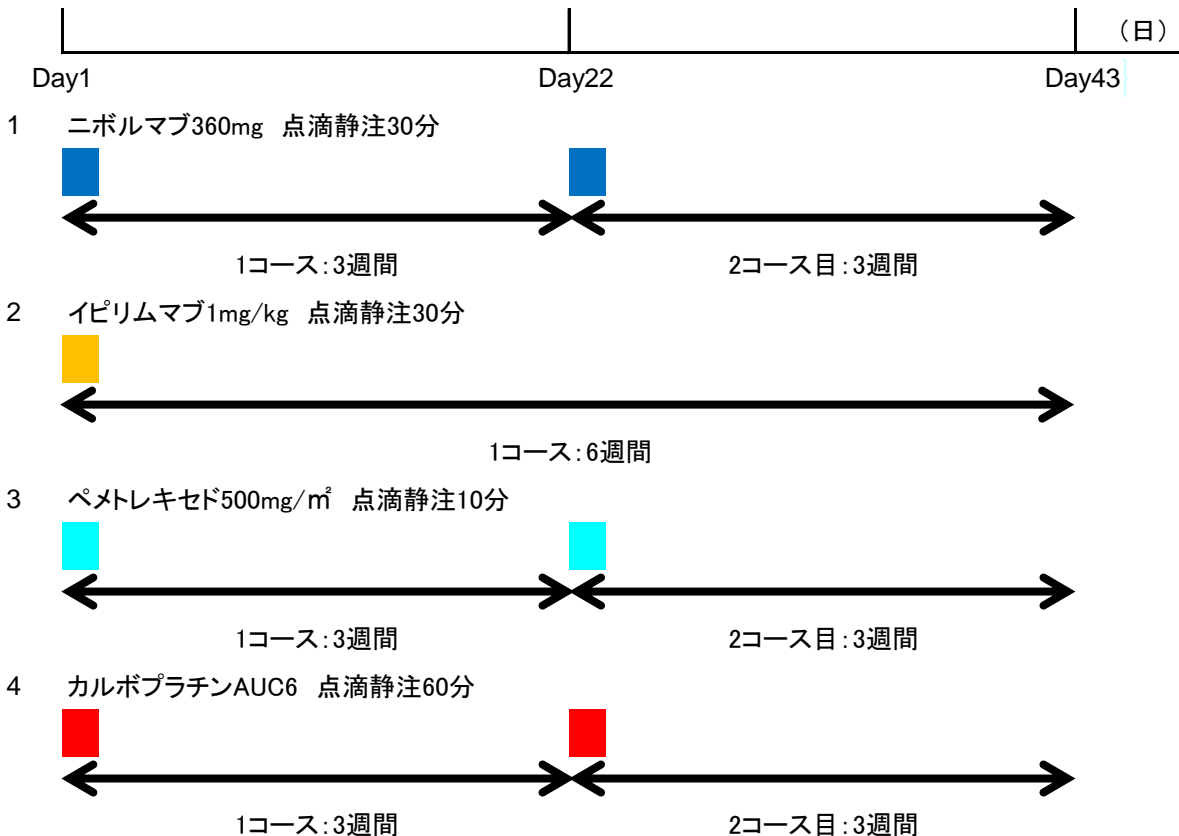 （日）
Day1 Day22 Day43
1 ニボルマブ360mg 点滴静注30分
1コース：3週間 2コース目：3週間
2 イピリムマブ1mg/kg 点滴静注30分
1コース：6週間
3 ペメトレキセド500mg/㎡ 点滴静注10分
1コース：3週間 2コース目：3週間
4 カルボプラチンAUC6 点滴静注60分
1コース：3週間 2コース目：3週間